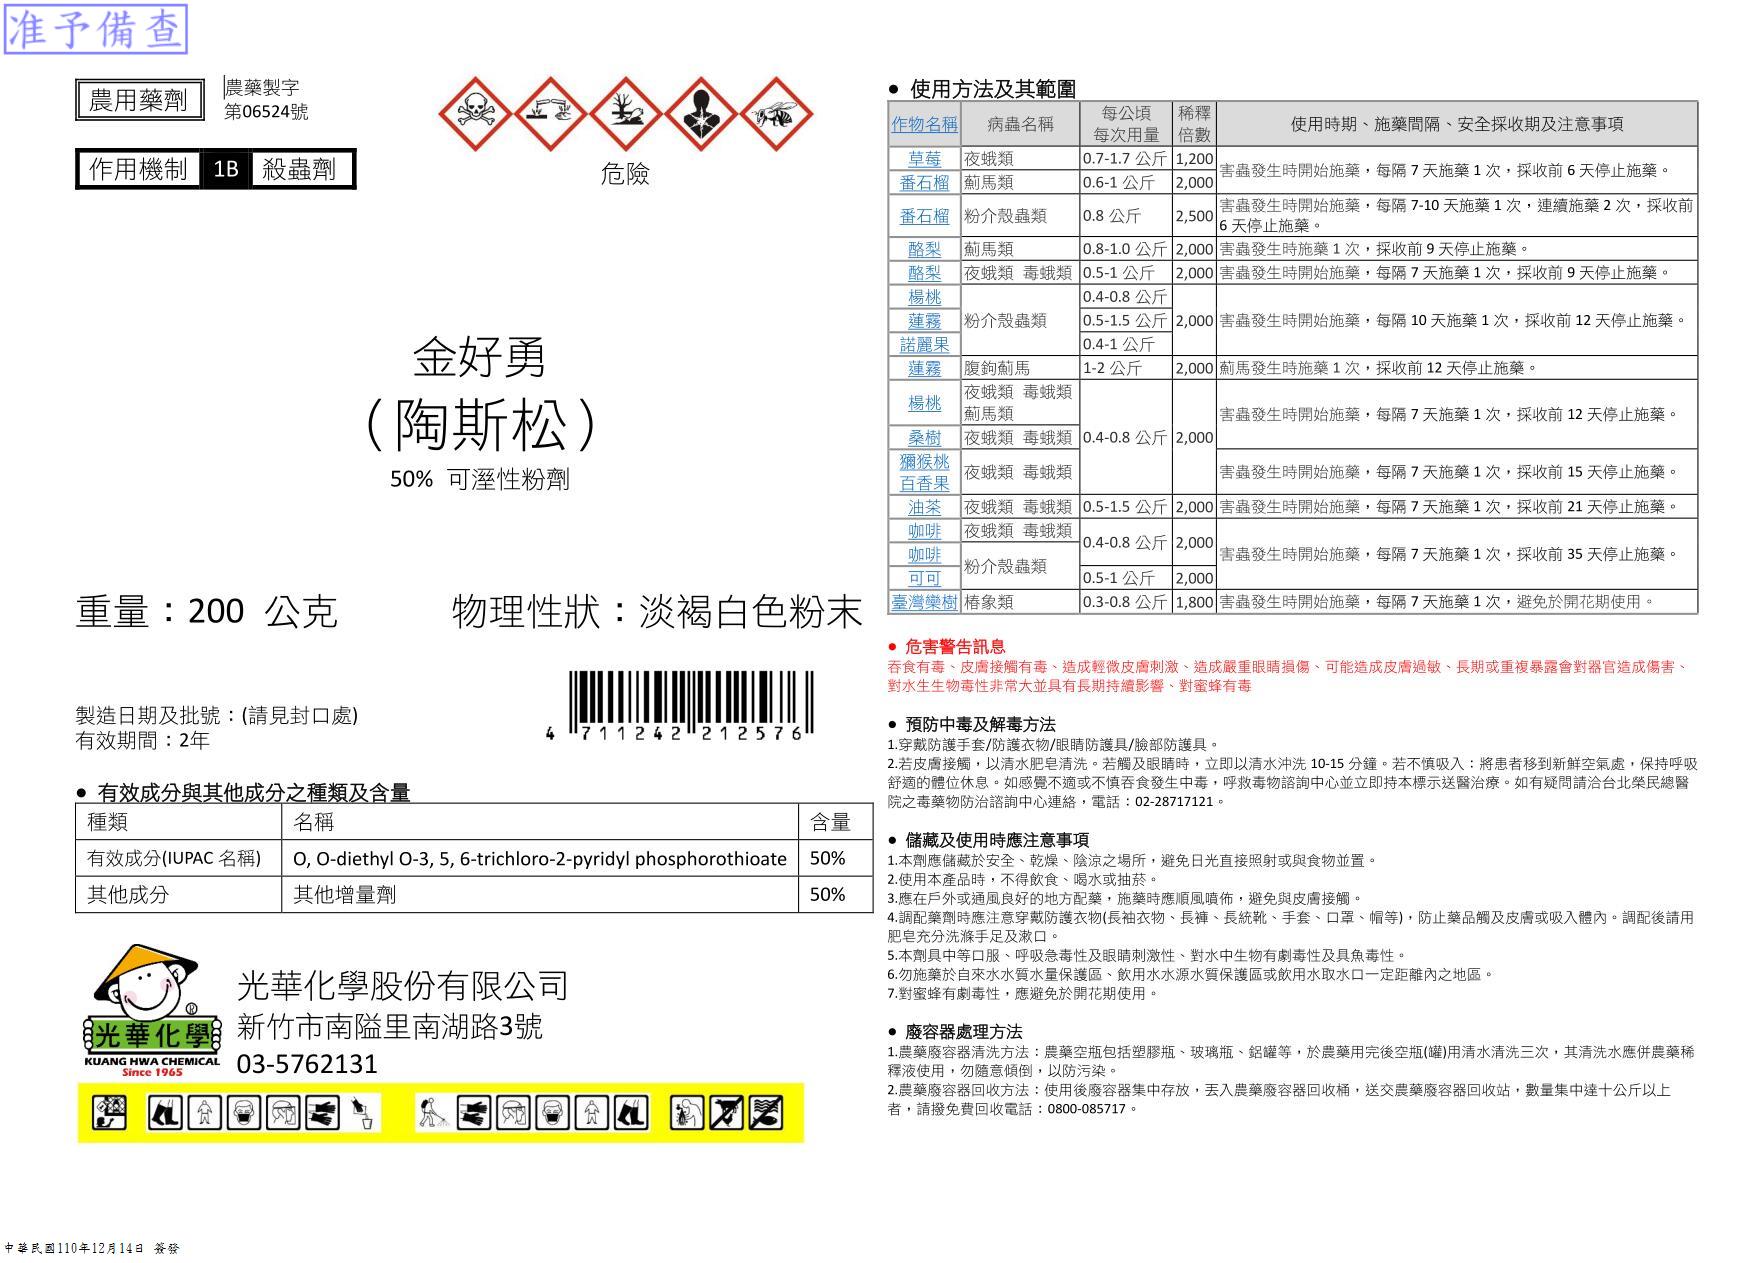 准予備查
農用藥劑
農藥製字
第06524號
作用機制 1B 殺蟲劑
危險
金好勇
（陶斯松）
50% 可溼性粉劑
重量：200 公克
物理性狀：淡褐白色粉末
製造日期及批號：(請見封口處)
有效期間：2年
4 711242 212576
● 有效成分與其他成分之種類及含量
種類 名稱 含量
有效成分(IUPAC 名稱) O, O-diethyl O-3, 5, 6-trichloro-2-pyridyl phosphorothioate 50%
其他成分 其他增量劑 50%
光華化學
®
KUANG HWA CHEMICAL
Since 1965
光華化學股份有限公司
新竹市南隘里南湖路3號
03-5762131
● 使用方法及其範圍
作物名稱 病蟲名稱 每公頃每次用量 稀釋倍數 使用時期、施藥間隔、安全採收期及注意事項
草莓 夜蛾類 0.7-1.7 公斤 1,200 害蟲發生時開始施藥，每隔 7 天施藥 1 次，採收前 6 天停止施藥。
番石榴 薊馬類 0.6-1 公斤 2,000
番石榴 粉介殼蟲類 0.8 公斤 2,500 害蟲發生時開始施藥，每隔 7-10 天施藥 1 次，連續施藥 2 次，採收前
6 天停止施藥。
酪梨 薊馬類 0.8-1.0 公斤 2,000 害蟲發生時施藥 1 次，採收前 9 天停止施藥。
酪梨 夜蛾類 毒蛾類 0.5-1 公斤 2,000 害蟲發生時開始施藥，每隔 7 天施藥 1 次，採收前 9 天停止施藥。
楊桃 0.4-0.8 公斤
蓮霧 粉介殼蟲類 0.5-1.5 公斤 2,000 害蟲發生時開始施藥，每隔 10 天施藥 1 次，採收前 12 天停止施藥。
諾麗果 0.4-1 公斤
蓮霧 腹鉤薊馬 1-2 公斤 2,000 薊馬發生時施藥 1 次，採收前 12 天停止施藥。
楊桃 夜蛾類 毒蛾類
薊馬類 害蟲發生時開始施藥，每隔 7 天施藥 1 次，採收前 12 天停止施藥。
桑樹 夜蛾類 毒蛾類 0.4-0.8 公斤 2,000
獼猴桃
百香果 夜蛾類 毒蛾類 害蟲發生時開始施藥，每隔 7 天施藥 1 次，採收前 15 天停止施藥。
油茶 夜蛾類 毒蛾類 0.5-1.5 公斤 2,000 害蟲發生時開始施藥，每隔 7 天施藥 1 次，採收前 21 天停止施藥。
咖啡 夜蛾類 毒蛾類 0.4-0.8 公斤 2,000
咖啡 粉介殼蟲類 害蟲發生時開始施藥，每隔 7 天施藥 1 次，採收前 35 天停止施藥。
可可 0.5-1 公斤 2,000
臺灣欒樹 椿象類 0.3-0.8 公斤 1,800 害蟲發生時開始施藥，每隔 7 天施藥 1 次，避免於開花期使用。
● 危害警告訊息
吞食有毒、皮膚接觸有毒、造成輕微皮膚刺激、造成嚴重眼睛損傷、可能造成皮膚過敏、長期或重複暴露會對器官造成傷害、
對水生生物毒性非常大並具有長期持續影響、對蜜蜂有毒
● 預防中毒及解毒方法
1.穿戴防護手套/防護衣物/眼睛防護具/臉部防護具。
2.若皮膚接觸，以清水肥皂清洗。若觸及眼睛時，立即以清水沖洗 10-15 分鐘。若不慎吸入：將患者移到新鮮空氣處，保持呼吸
舒適的體位休息。如感覺不適或不慎吞食發生中毒，呼救毒物諮詢中心並立即持本標示送醫治療。如有疑問請洽台北榮民總醫
院之毒藥物防治諮詢中心連絡，電話：02-28717121。
● 儲藏及使用時應注意事項
1.本劑應儲藏於安全、乾燥、陰涼之場所，避免日光直接照射或與食物並置。
2.使用本產品時，不得飲食、喝水或抽菸。
3.應在戶外或通風良好的地方配藥，施藥時應順風噴佈，避免與皮膚接觸。
4.調配藥劑時應注意穿戴防護衣物(長袖衣物、長褲、長統靴、手套、口罩、帽等)，防止藥品觸及皮膚或吸入體內。調配後請用
肥皂充分洗滌手足及漱口。
5.本劑具中等口服、呼吸急毒性及眼睛刺激性、對水中生物有劇毒性及具魚毒性。
6.勿施藥於自來水水質水量保護區、飲用水水源水質保護區或飲用水取水口一定距離內之地區。
7.對蜜蜂有劇毒性，應避免於開花期使用。
● 廢容器處理方法
1.農藥廢容器清洗方法：農藥空瓶包括塑膠瓶、玻璃瓶、鋁罐等，於農藥用完後空瓶(罐)用清水清洗三次，其清洗水應併農藥稀
釋液使用，勿隨意傾倒，以防污染。
2.農藥廢容器回收方法：使用後廢容器集中存放，丟入農藥廢容器回收桶，送交農藥廢容器回收站，數量集中達十公斤以上
者，請撥免費回收電話：0800-085717。
中華民國110年12月14日 簽發